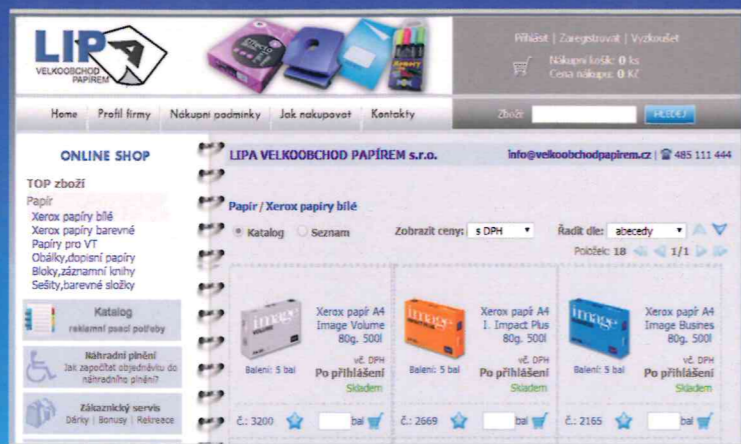 LIPA
VELKOOBCHOD
PAPÍREM
Přihlásit | Zaregistrovat | Vyzkoušet
Nákupní košík: 0 ks
Cena nákupu: 0 Kč
Home
Profil firmy
Nákupní podmínky
Jak nakupovat
Kontakty
Zboží:
HLEDEJ
ONLINE SHOP
TOP zboží
Papír
Xerox papíry bílé
Xerox papíry barevné
Papíry pro VT
Obálky,dopisní papíry
Bloky,záznamní knihy
Sešity,barevné složky
Katalog
reklamní psací potřeby
Náhradní plnění
Jak započítat objednávku do
náhradního plnění?
Zákaznický servis
Dárky | Bonusy | Rekreace
LIPA VELKOOBCHOD PAPÍREM s.r.o.
info@velkoobchodpapirem.cz | ☎ 485 111 444
Papír / Xerox papíry bílé
Katalog
Seznam
Zobrazit ceny: s DPH
Řadit dle: abecedy
Položek: 18
1/1
image
Xerox papír A4
Image Volume
80g. 500l
vč. DPH
Balení: 5 bal
Po přihlášení
Skladem
č.: 3200
bal
image
Xerox papír A4
I. Impact Plus
80g. 500l
vč. DPH
Balení: 5 bal
Po přihlášení
Skladem
č.: 2669
bal
image
Xerox papír A4
Image Busines
80g. 500l
vč. DPH
Balení: 5 bal
Po přihlášení
Skladem
č.: 2165
bal